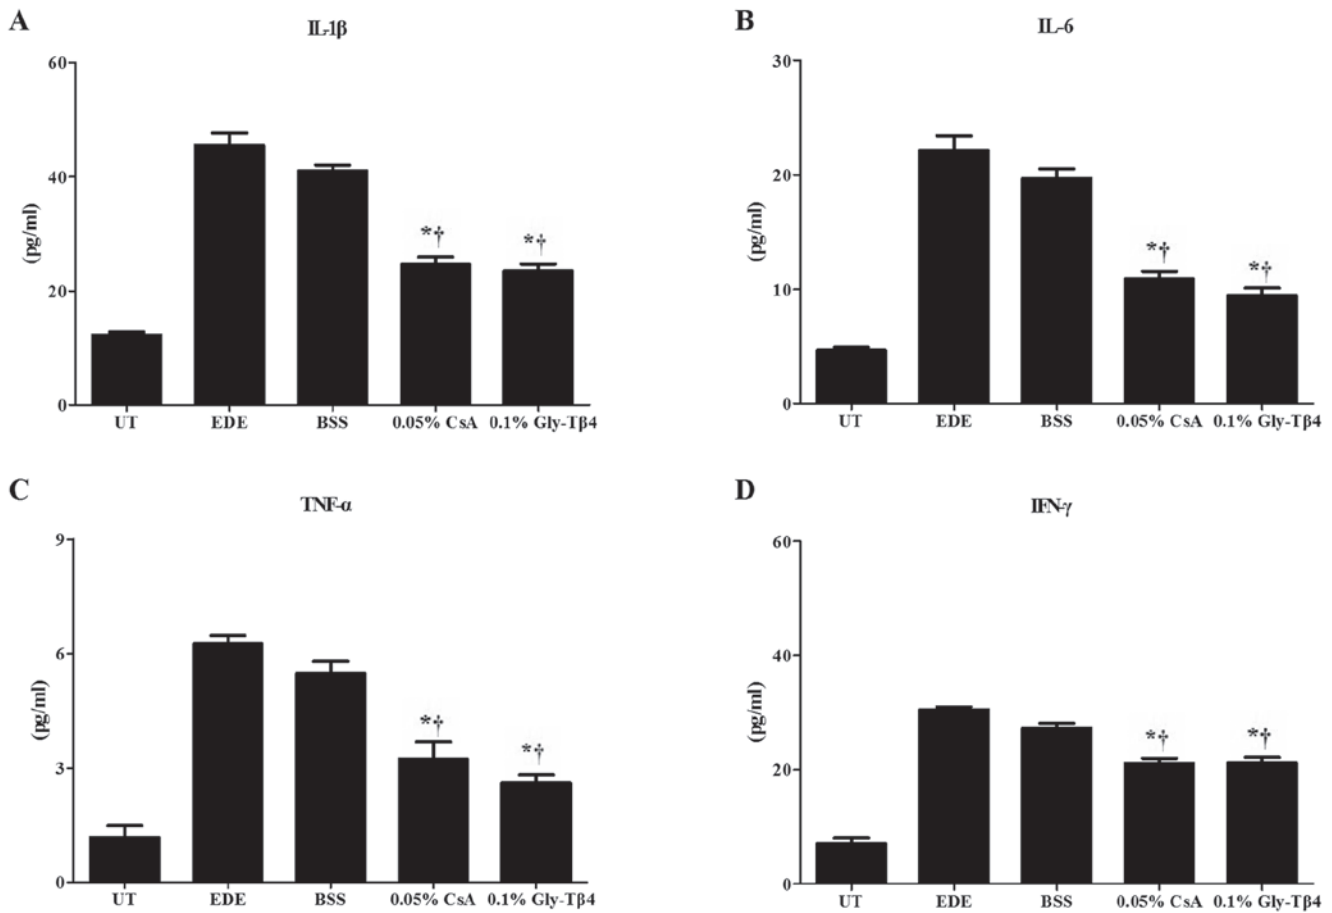 A
IL-1β
60
40
20
0
(pg/ml)
*†
*†
UT EDE BSS 0.05% CsA 0.1% Gly-Tβ4
B
IL-6
30
20
10
0
(pg/ml)
*†
*†
UT EDE BSS 0.05% CsA 0.1% Gly-Tβ4
C
TNF-α
9
6
3
0
(pg/ml)
*†
*†
UT EDE BSS 0.05% CsA 0.1% Gly-Tβ4
D
IFN-γ
60
40
20
0
(pg/ml)
*†
*†
UT EDE BSS 0.05% CsA 0.1% Gly-Tβ4